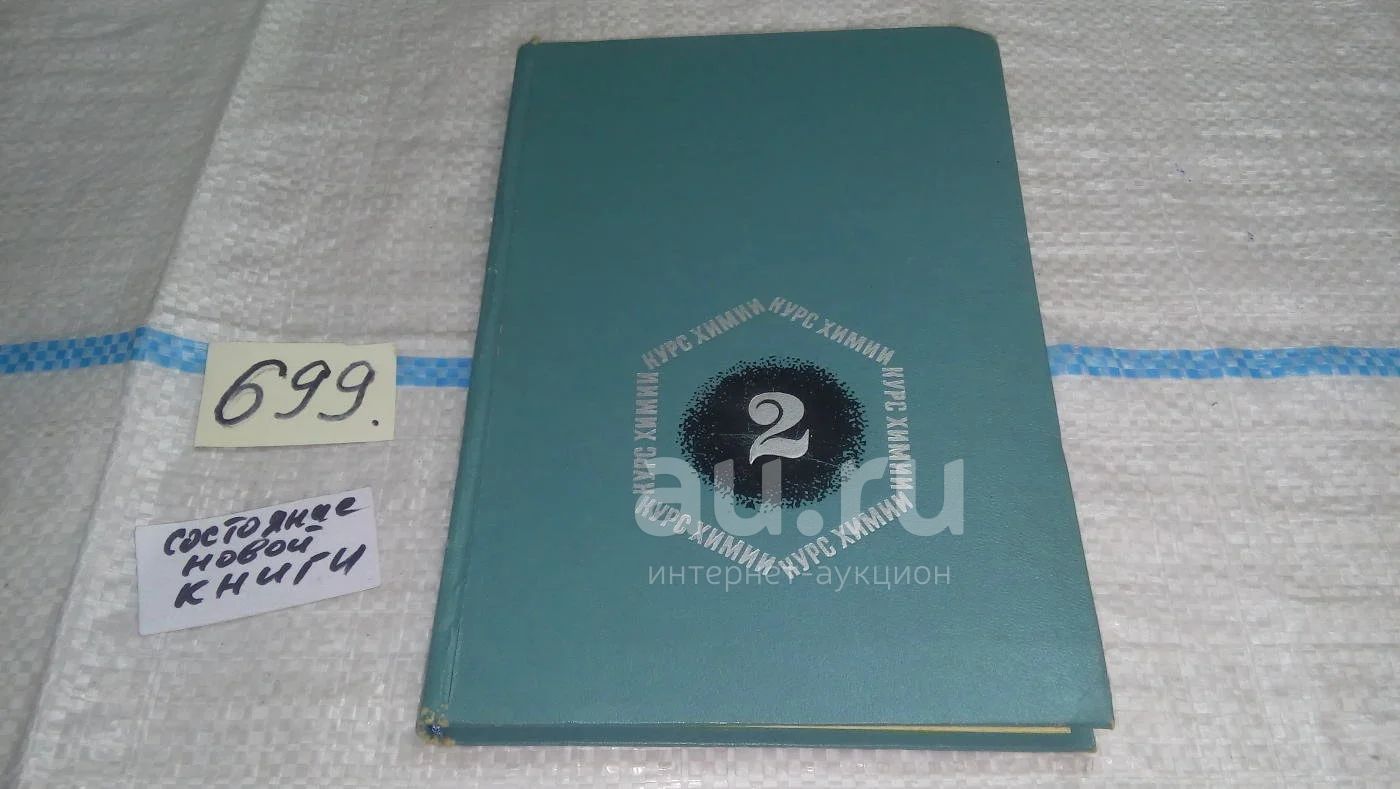 КУРС ХИМИИ
КУРС ХИМИИ
КУРС ХИМИИ
КУРС ХИМИИ
КУРС ХИМИИ
КУРС ХИМИИ
2
699.
состояние
новой
книги
au.ru
интернет-аукцион